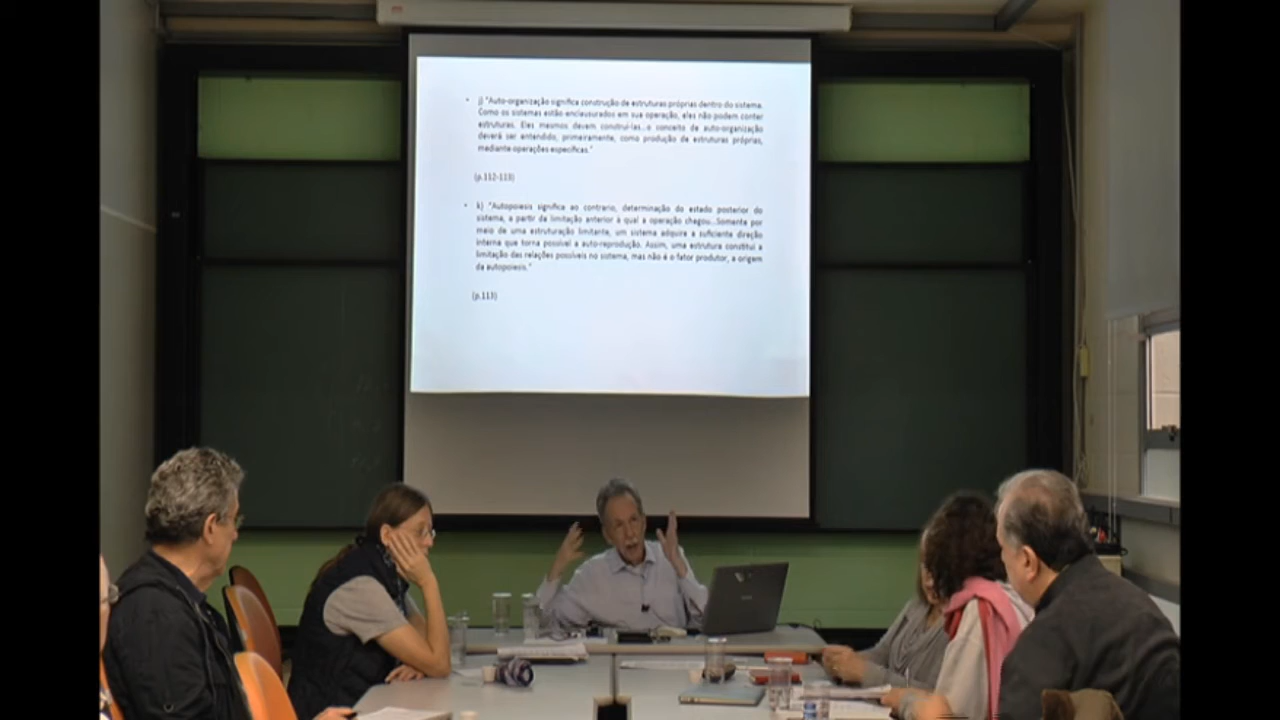 • j) "Auto-organização significa construção de estruturas próprias dentro do sistema.
Como os sistemas estão enclausurados em sua operação, eles não podem conter
estruturas. Eles mesmos devem construí-las...o conceito de auto-organização
deverá ser entendido, primeiramente, como produção de estruturas próprias,
mediante operações específicas."
(p.112-113)
• k) "Autopoiesis significa ao contrario, determinação do estado posterior do
sistema, a partir da limitação anterior à qual a operação chegou...Somente por
meio de uma estruturação limitante, um sistema adquire a suficiente direção
interna que torna possível a auto-reprodução. Assim, uma estrutura constitui a
limitação das relações possíveis no sistema, mas não é o fator produtor, a origem
da autopoiesis."
(p.113)